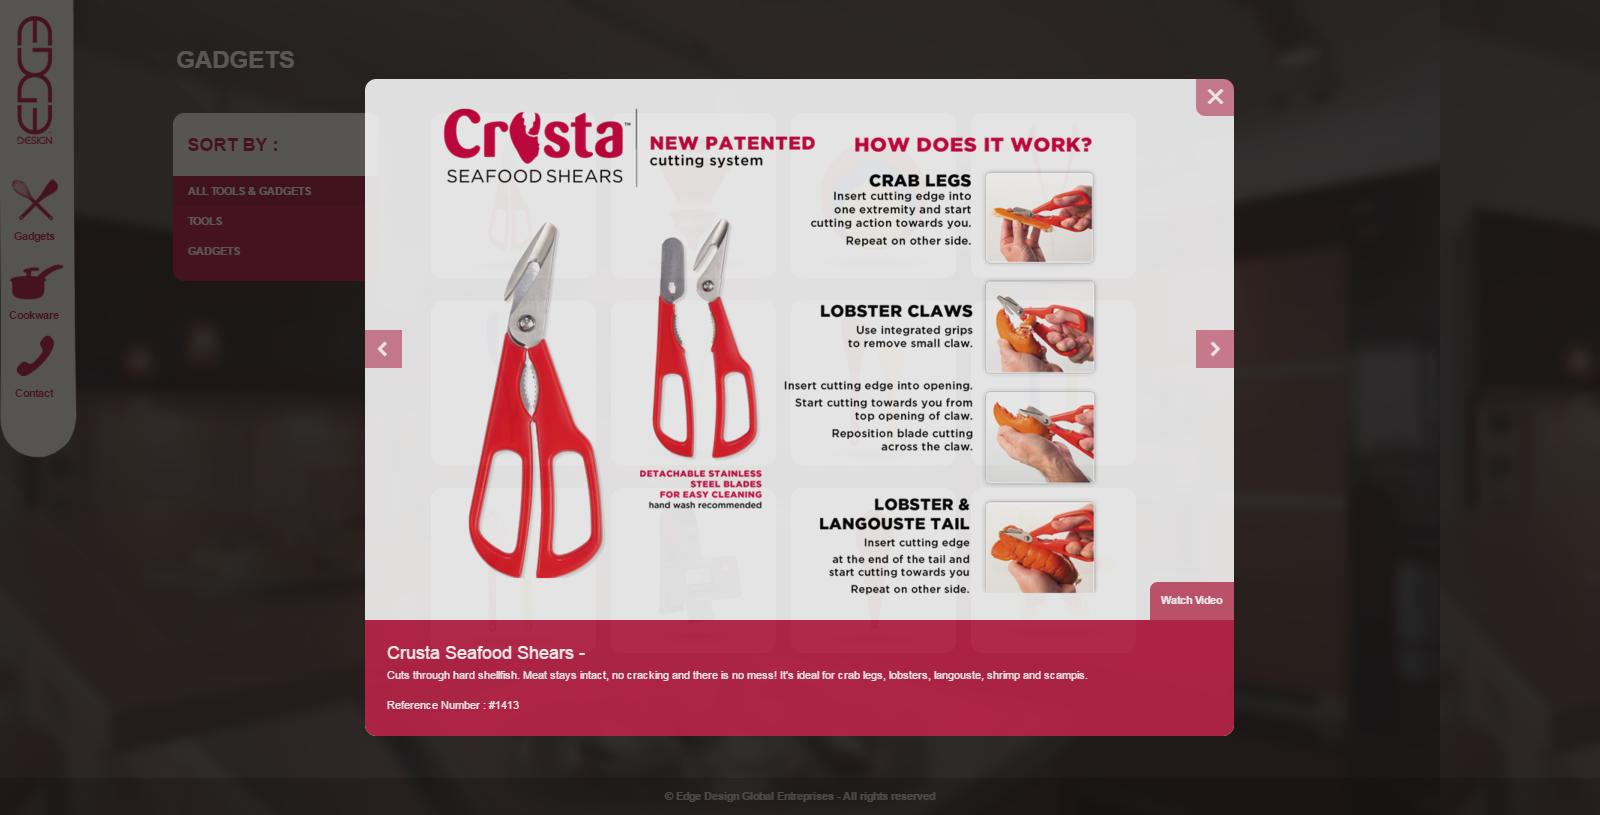 EDGE
DESIGN
Gadgets
Cookware
Contact
GADGETS
SORT BY :
ALL TOOLS & GADGETS
TOOLS
GADGETS
Crusta™
SEAFOOD SHEARS
NEW PATENTED
cutting system
HOW DOES IT WORK?
CRAB LEGS
Insert cutting edge into
one extremity and start
cutting action towards you.
Repeat on other side.
LOBSTER CLAWS
Use integrated grips
to remove small claw.
Insert cutting edge into opening.
Start cutting towards you from
top opening of claw.
Reposition blade cutting
across the claw.
LOBSTER &
LANGOUSTE TAIL
Insert cutting edge
at the end of the tail and
start cutting towards you
Repeat on other side.
DETACHABLE STAINLESS
STEEL BLADES
FOR EASY CLEANING
hand wash recommended
Watch Video
Crusta Seafood Shears -
Cuts through hard shellfish. Meat stays intact, no cracking and there is no mess! It's ideal for crab legs, lobsters, langouste, shrimp and scampis.
Reference Number : #1413
© Edge Design Global Entreprises - All rights reserved